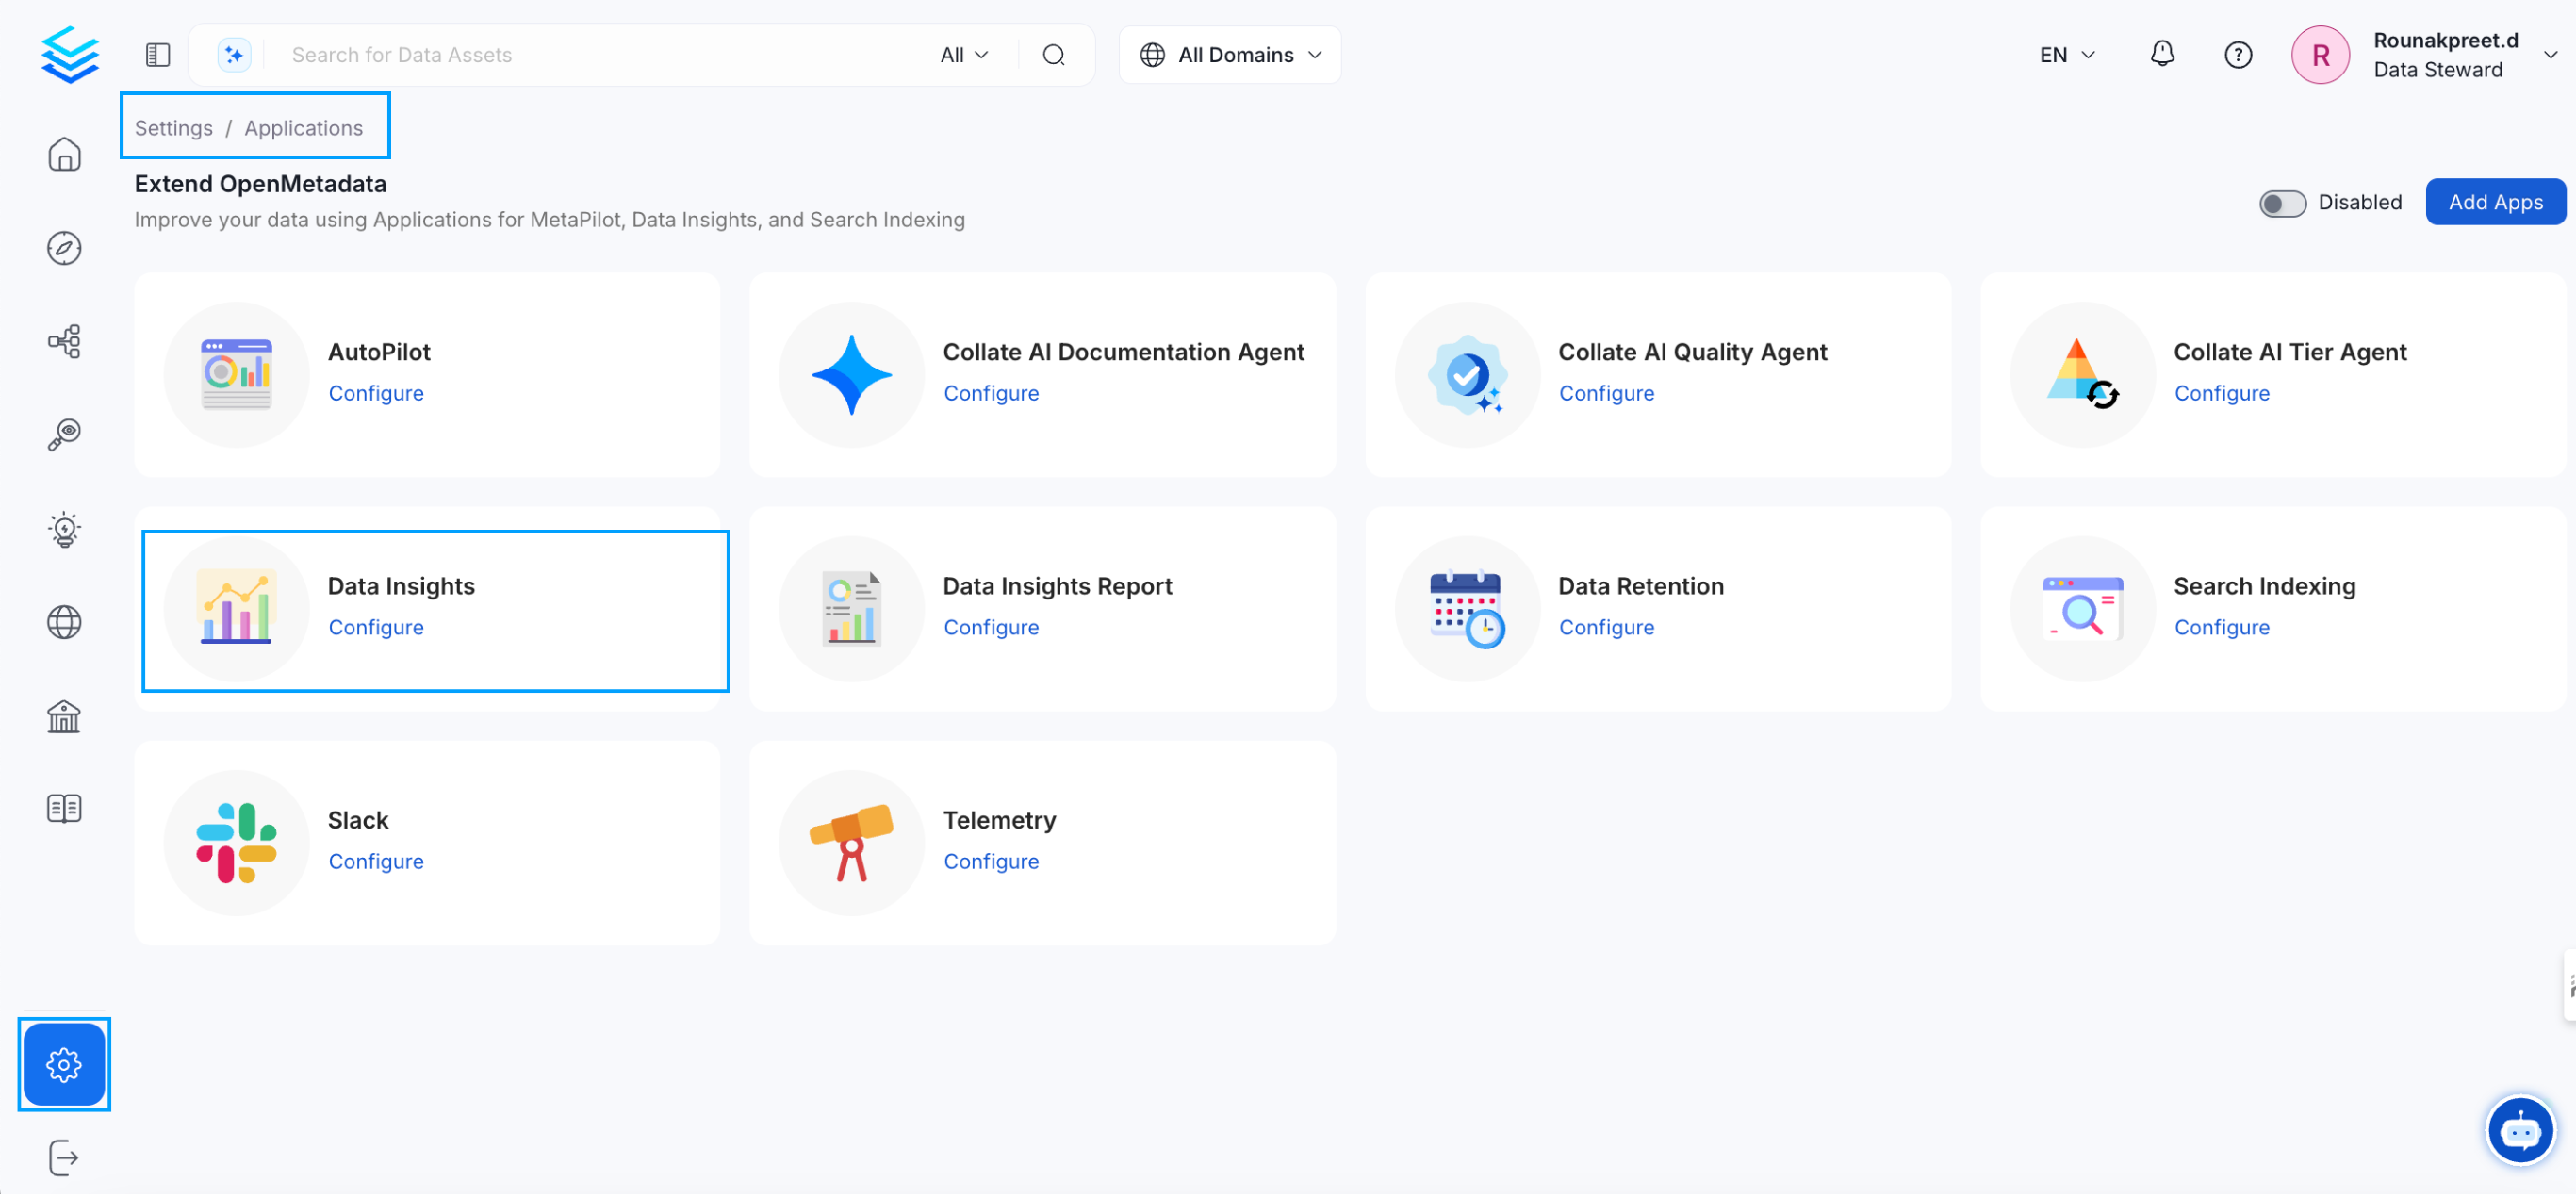 Search for Data Assets
All
All Domains
EN
R
Rounakpreet.d
Data Steward
Settings / Applications
Extend OpenMetadata
Improve your data using Applications for MetaPilot, Data Insights, and Search Indexing
Disabled
Add Apps
AutoPilot
Configure
Collate AI Documentation Agent
Configure
Collate AI Quality Agent
Configure
Collate AI Tier Agent
Configure
Data Insights
Configure
Data Insights Report
Configure
Data Retention
Configure
Search Indexing
Configure
Slack
Configure
Telemetry
Configure